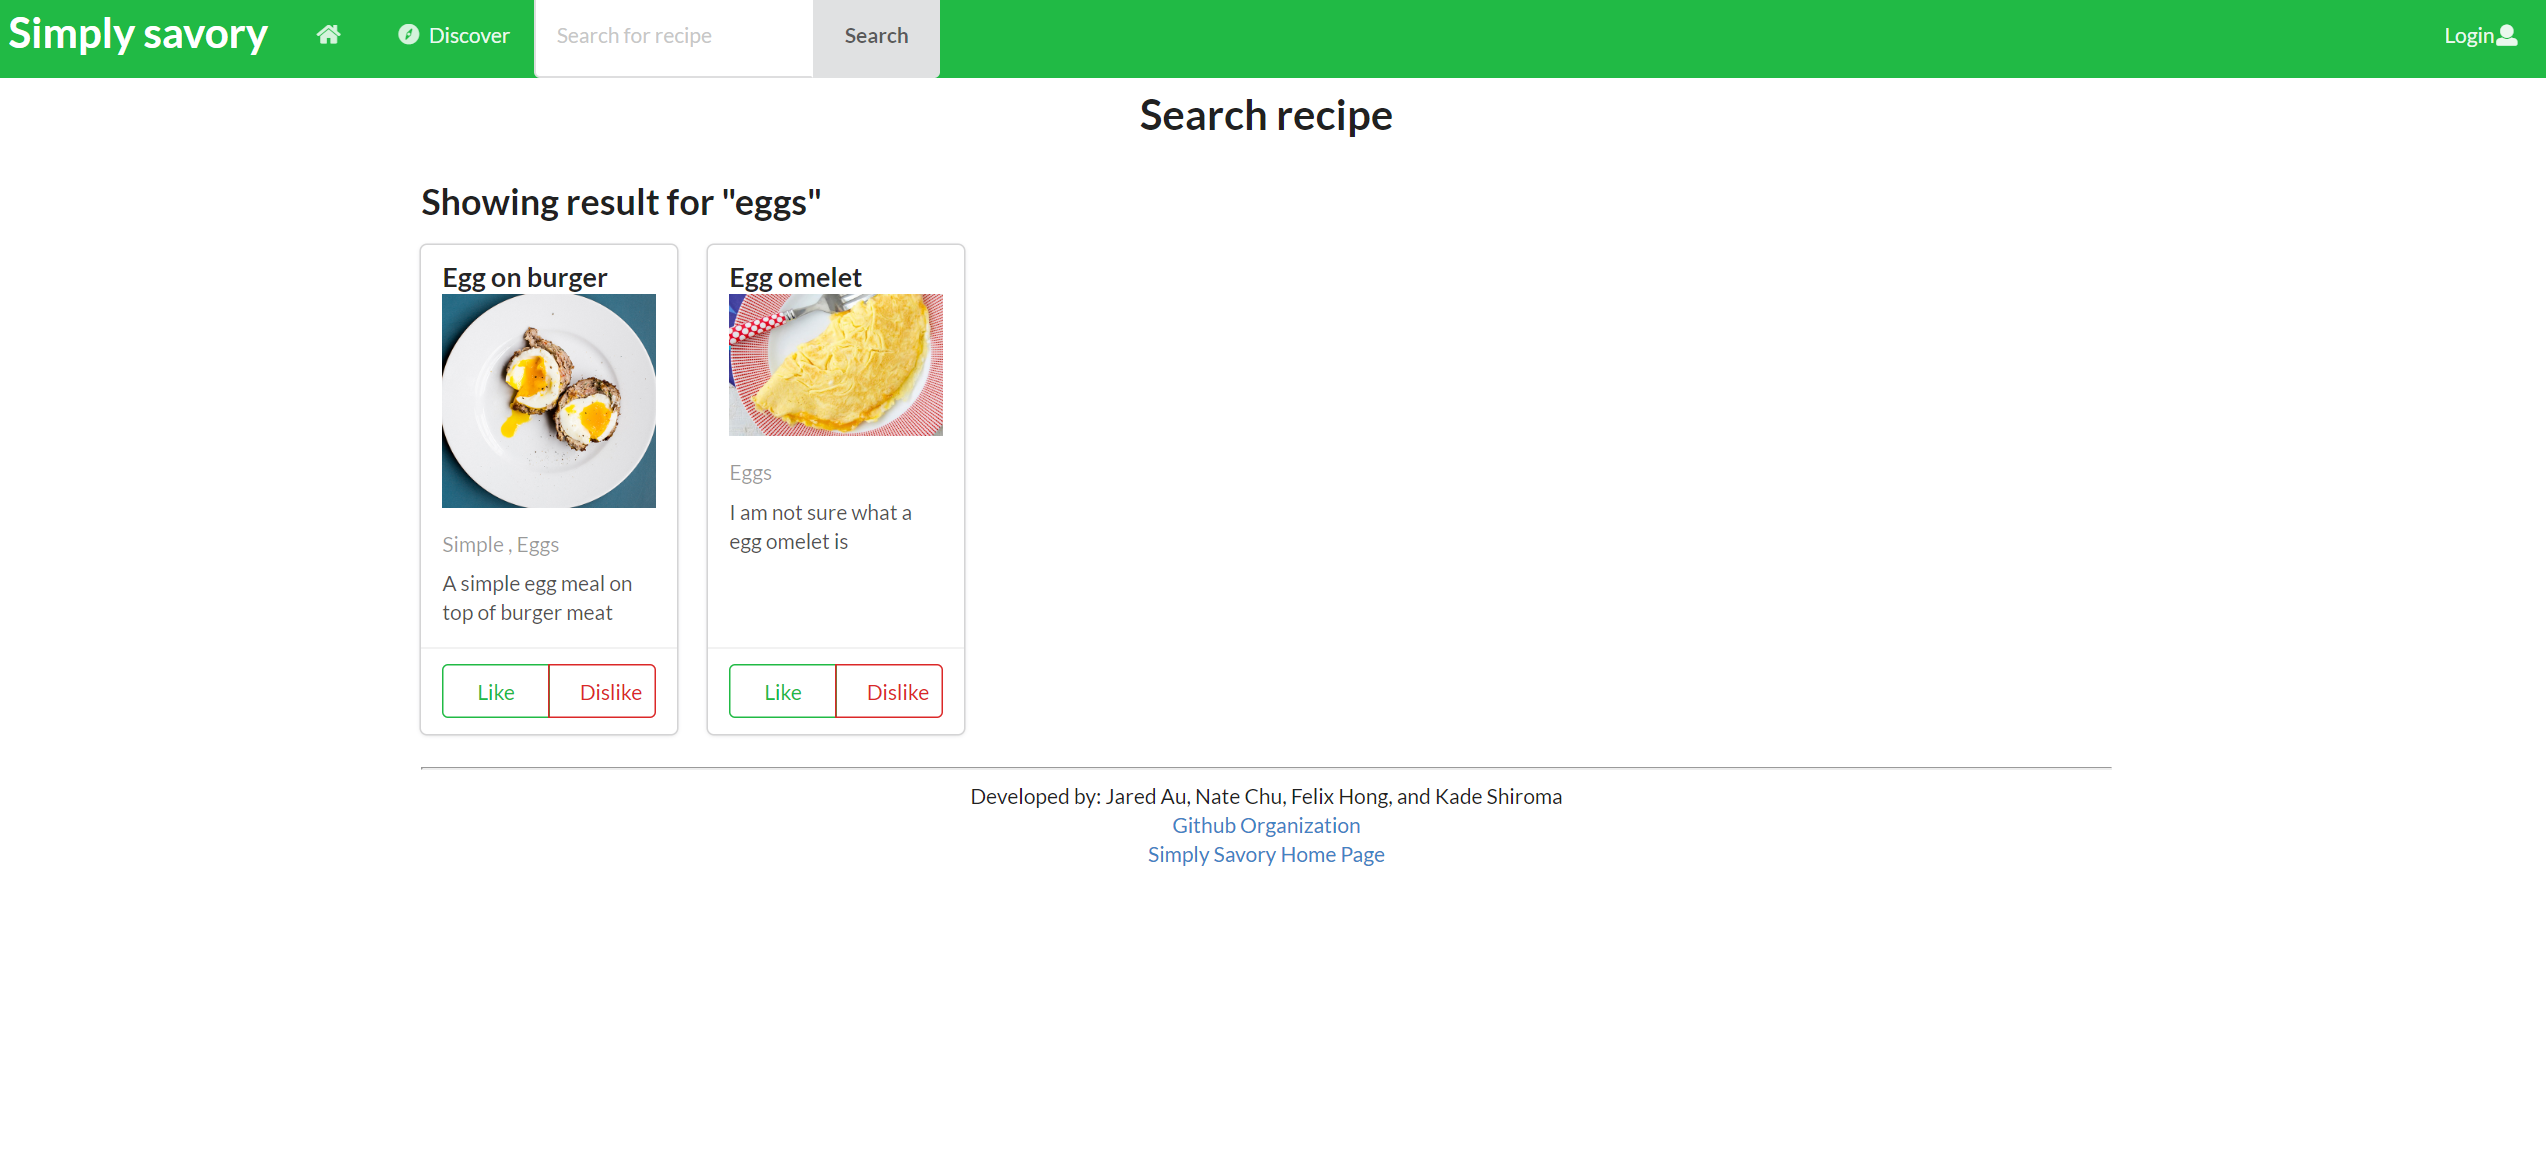 Simply savory Discover Search for recipe Search Login
Search recipe
Showing result for "eggs"
Egg on burger
Simple , Eggs
A simple egg meal on
top of burger meat
Like Dislike
Egg omelet
Eggs
I am not sure what a
egg omelet is
Like Dislike
Developed by: Jared Au, Nate Chu, Felix Hong, and Kade Shiroma
Github Organization
Simply Savory Home Page